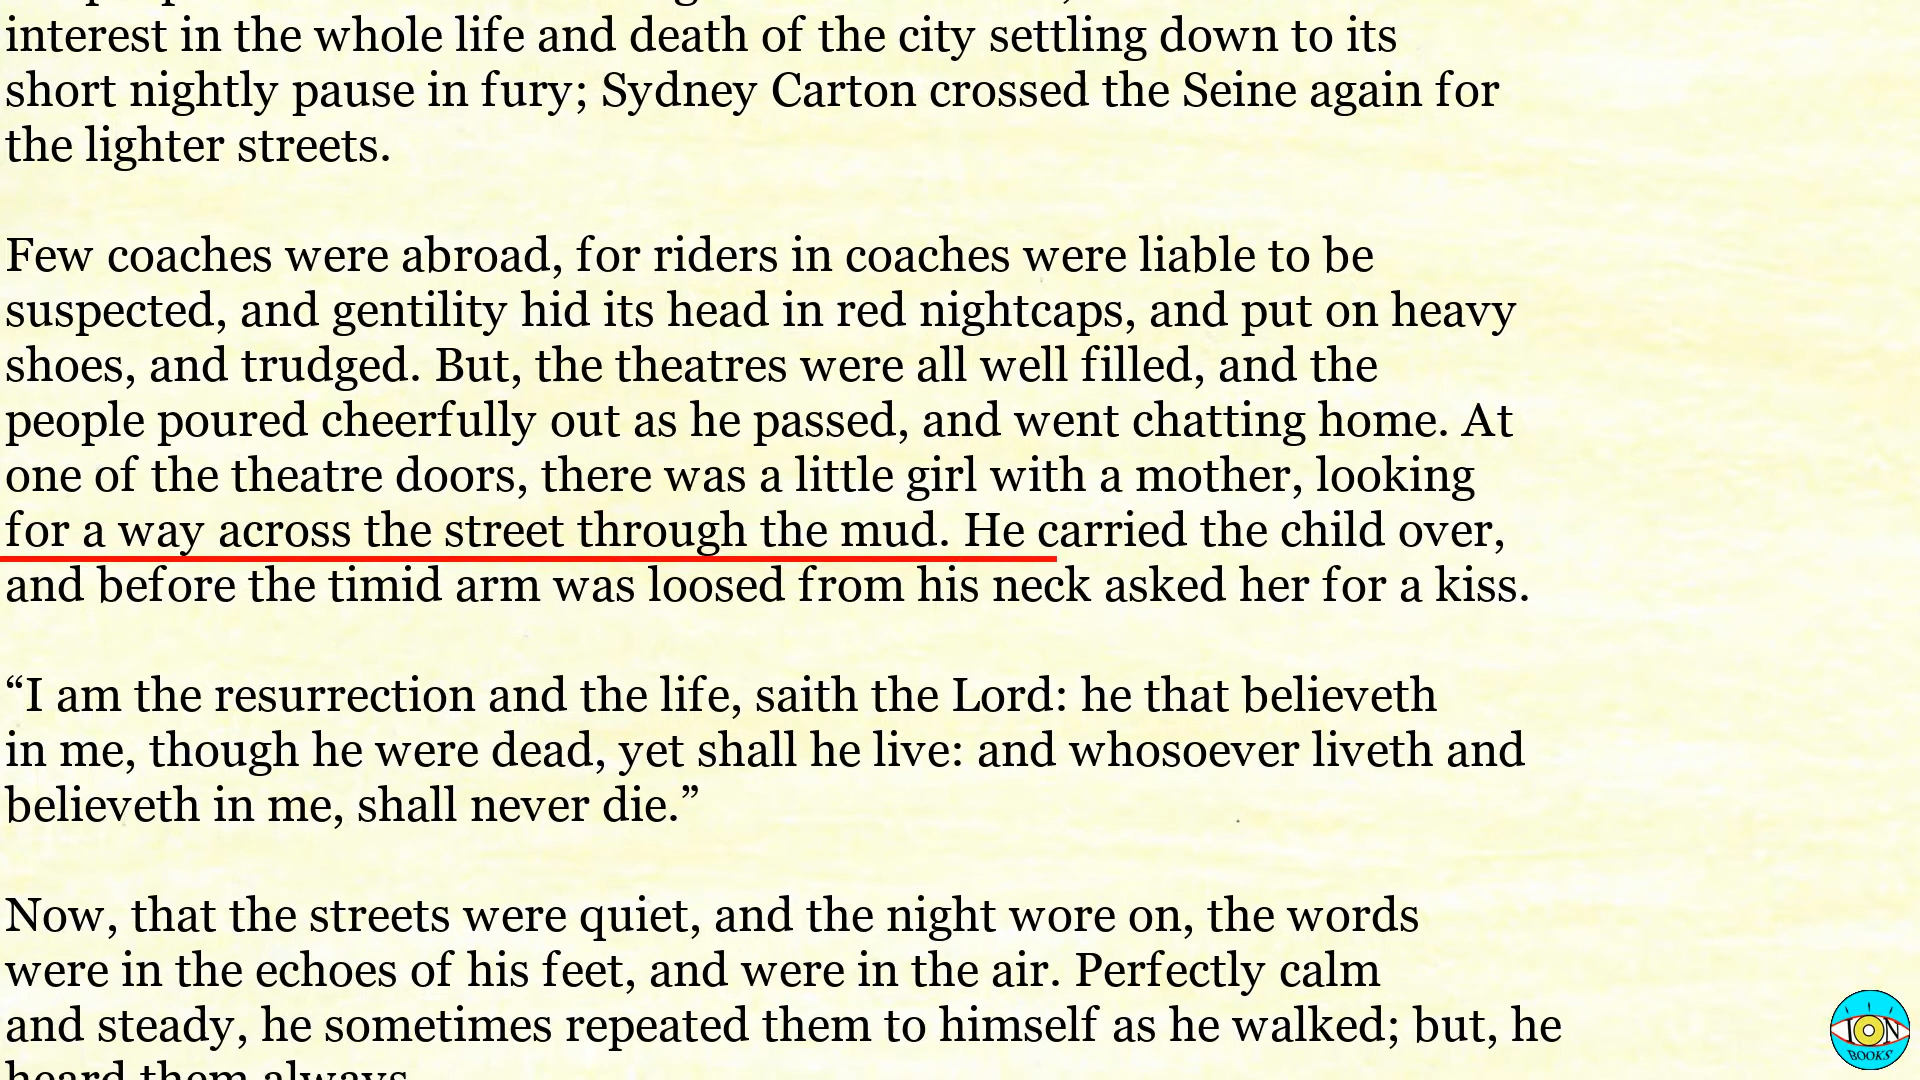 interest in the whole life and death of the city settling down to its
short nightly pause in fury; Sydney Carton crossed the Seine again for
the lighter streets.
Few coaches were abroad, for riders in coaches were liable to be
suspected, and gentility hid its head in red nightcaps, and put on heavy
shoes, and trudged. But, the theatres were all well filled, and the
people poured cheerfully out as he passed, and went chatting home. At
one of the theatre doors, there was a little girl with a mother, looking
for a way across the street through the mud. He carried the child over,
and before the timid arm was loosed from his neck asked her for a kiss.
“I am the resurrection and the life, saith the Lord: he that believeth
in me, though he were dead, yet shall he live: and whosoever liveth and
believeth in me, shall never die.”
Now, that the streets were quiet, and the night wore on, the words
were in the echoes of his feet, and were in the air. Perfectly calm
and steady, he sometimes repeated them to himself as he walked; but, he
heard them always.
ION
BOOKS